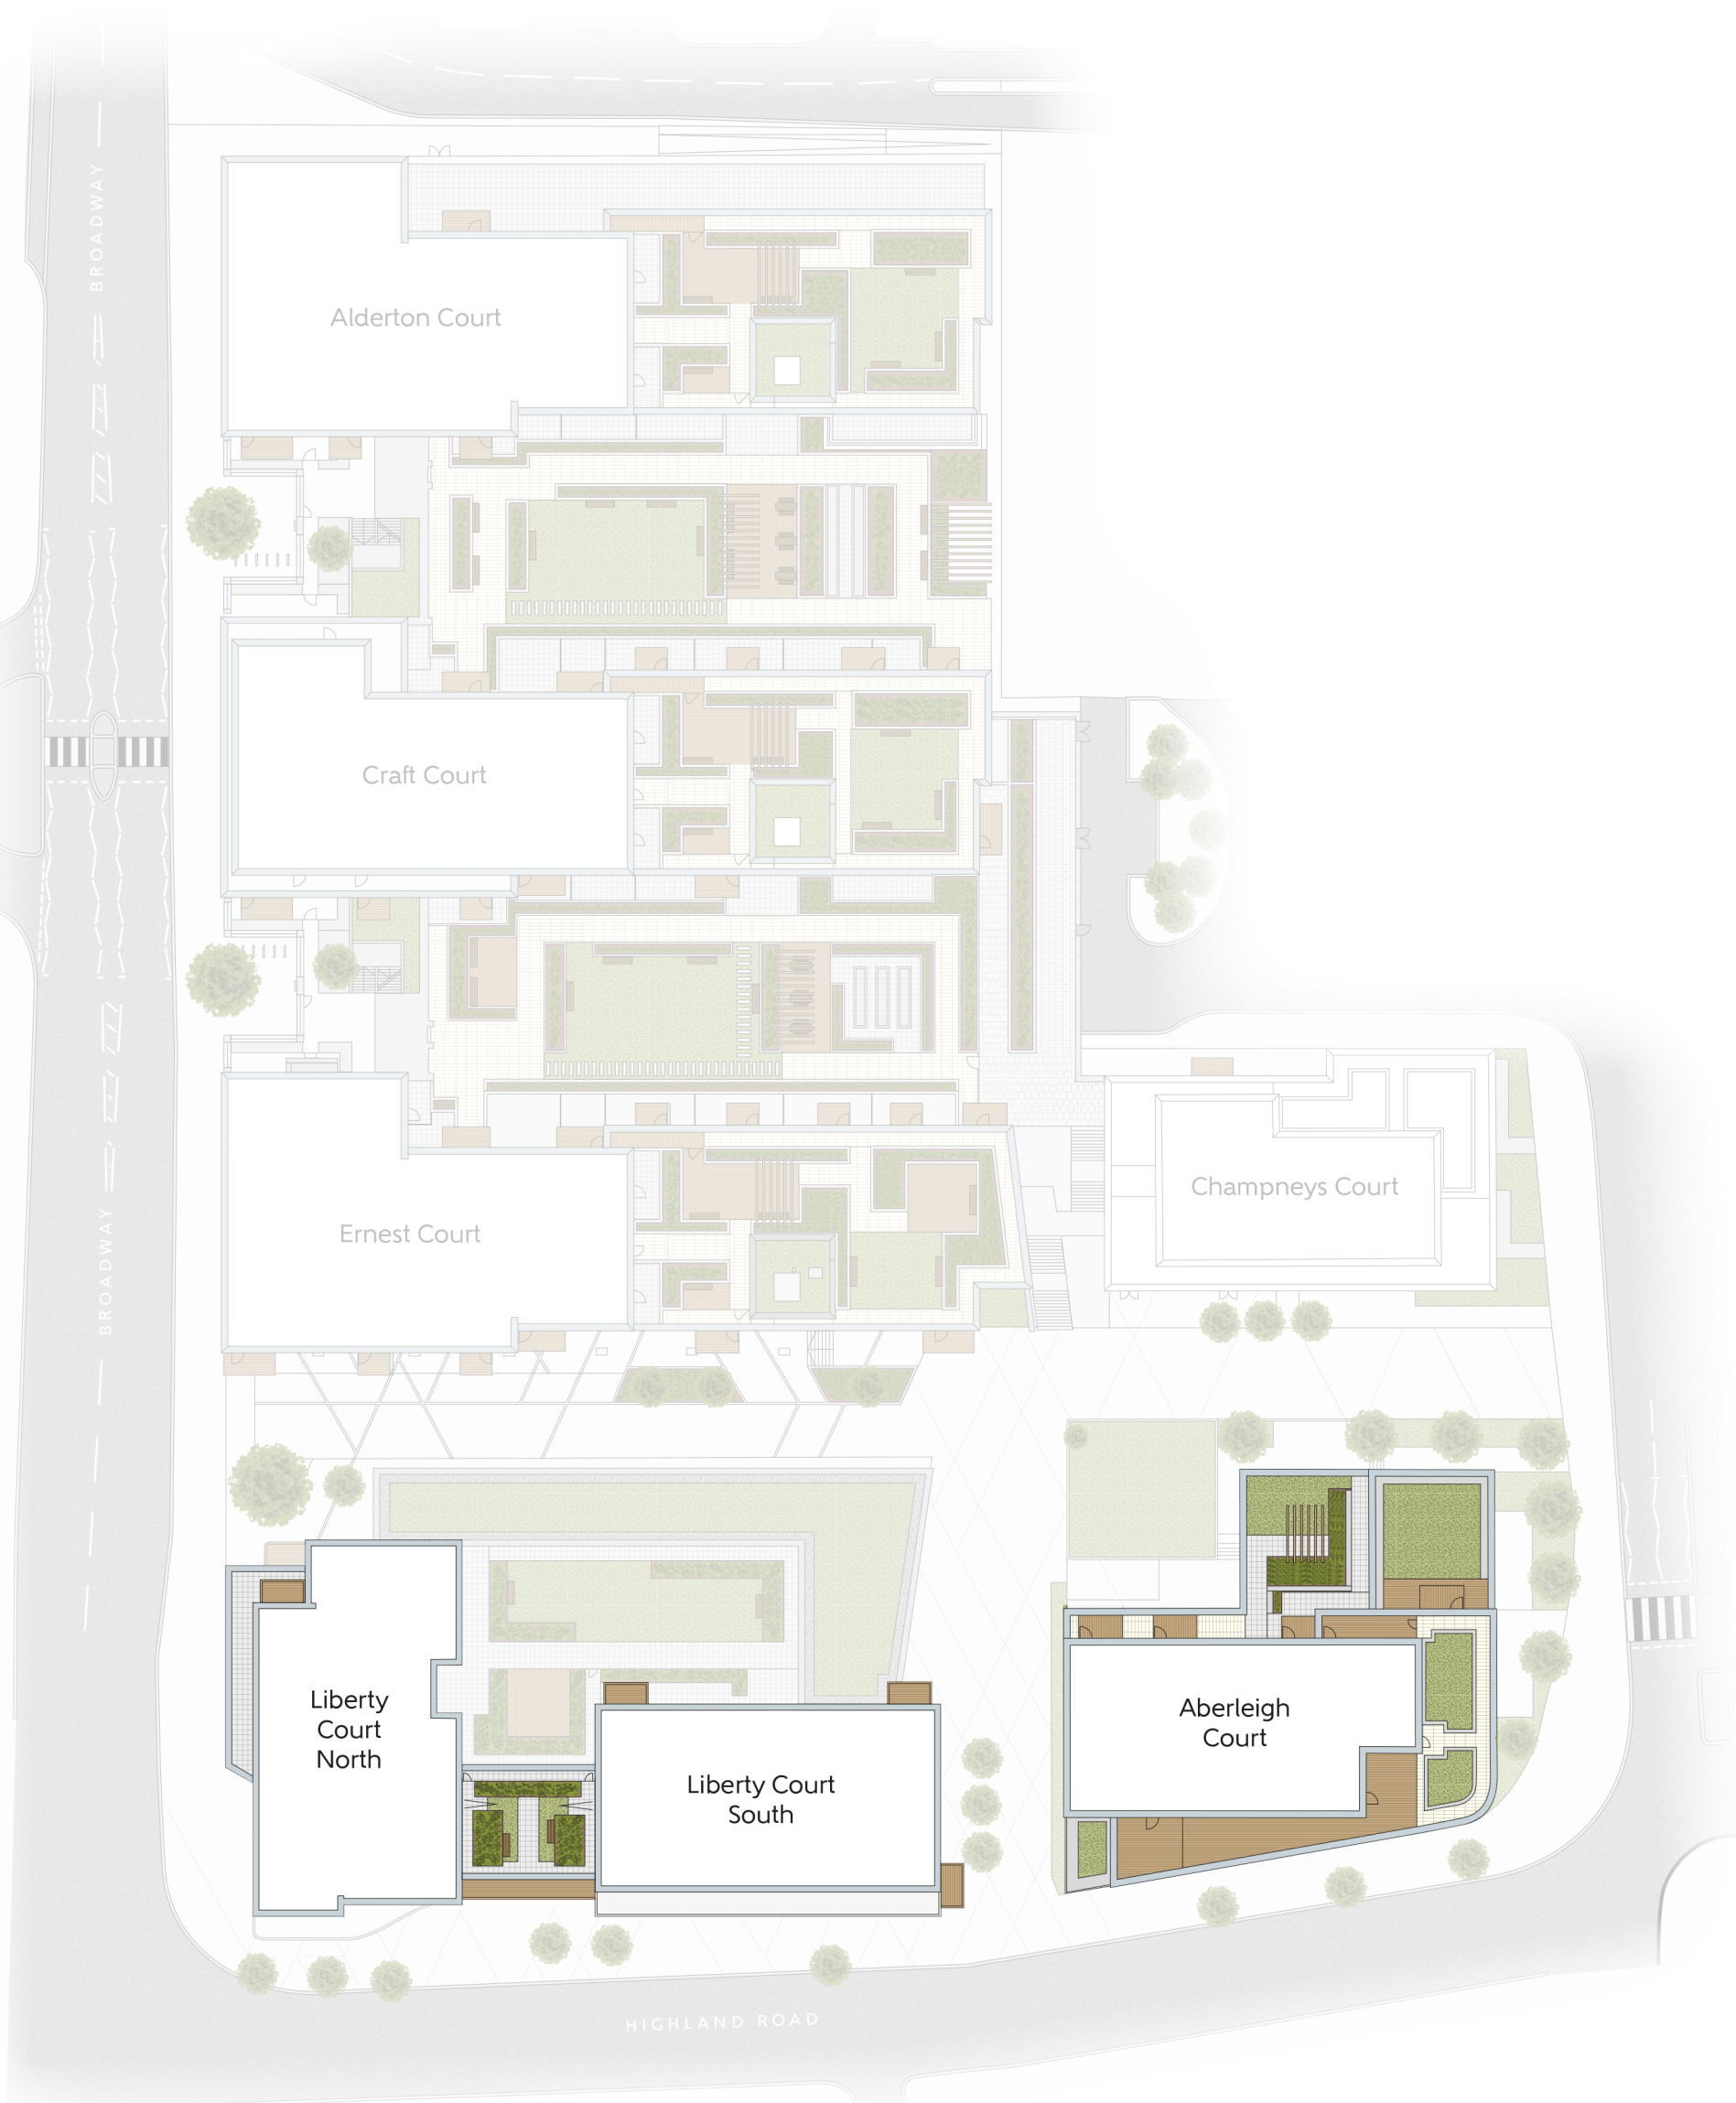 BROADWAY
Alderton Court
Craft Court
Champneys Court
BROADWAY
Ernest Court
Liberty
Court
North
Aberleigh
Court
Liberty Court
South
HIGHLAND ROAD